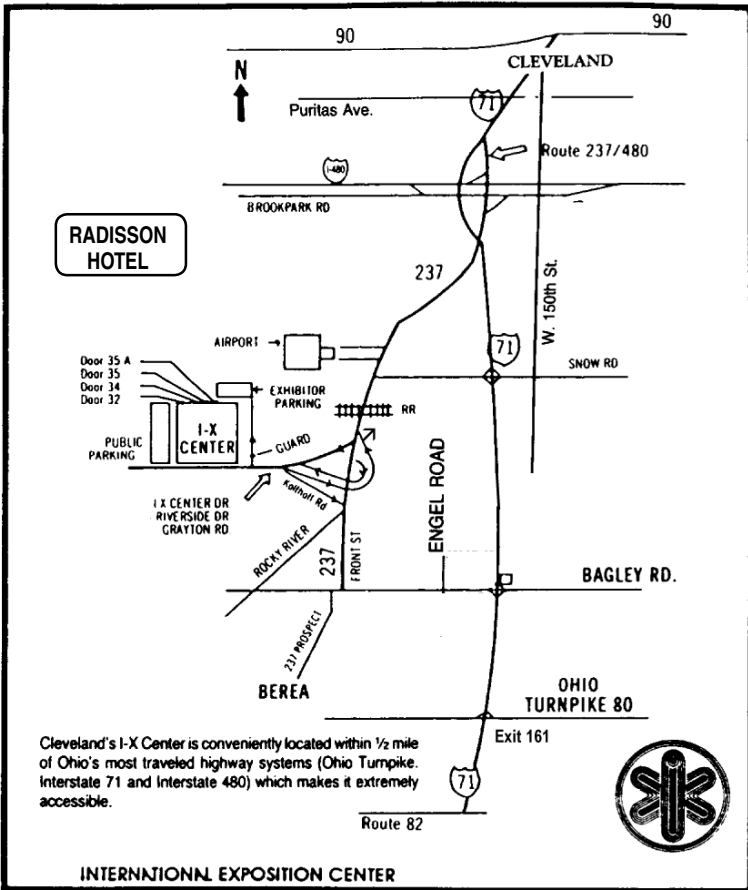 90
90
CLEVELAND
N
71
Puritas Ave.
Route 237/480
I-480
BROOKPARK RD
RADISSON
HOTEL
237
W. 150th St.
AIRPORT
71
SNOW RD
Door 35 A
Door 35
Door 34
Door 32
EXHIBITOR
PARKING
RR
I-X
CENTER
GUARD
PUBLIC
PARKING
Kolthoff Rd
I X CENTER DR
RIVERSIDE DR
GRAYTON RD
ENGEL ROAD
ROCKY RIVER
237
FRONT ST
BAGLEY RD.
237 PROSPECT
BEREA
OHIO
TURNPIKE 80
Exit 161
Cleveland's I-X Center is conveniently located within ½ mile
of Ohio's most traveled highway systems (Ohio Turnpike.
Interstate 71 and Interstate 480) which makes it extremely
accessible.
71
Route 82
INTERNATIONAL EXPOSITION CENTER